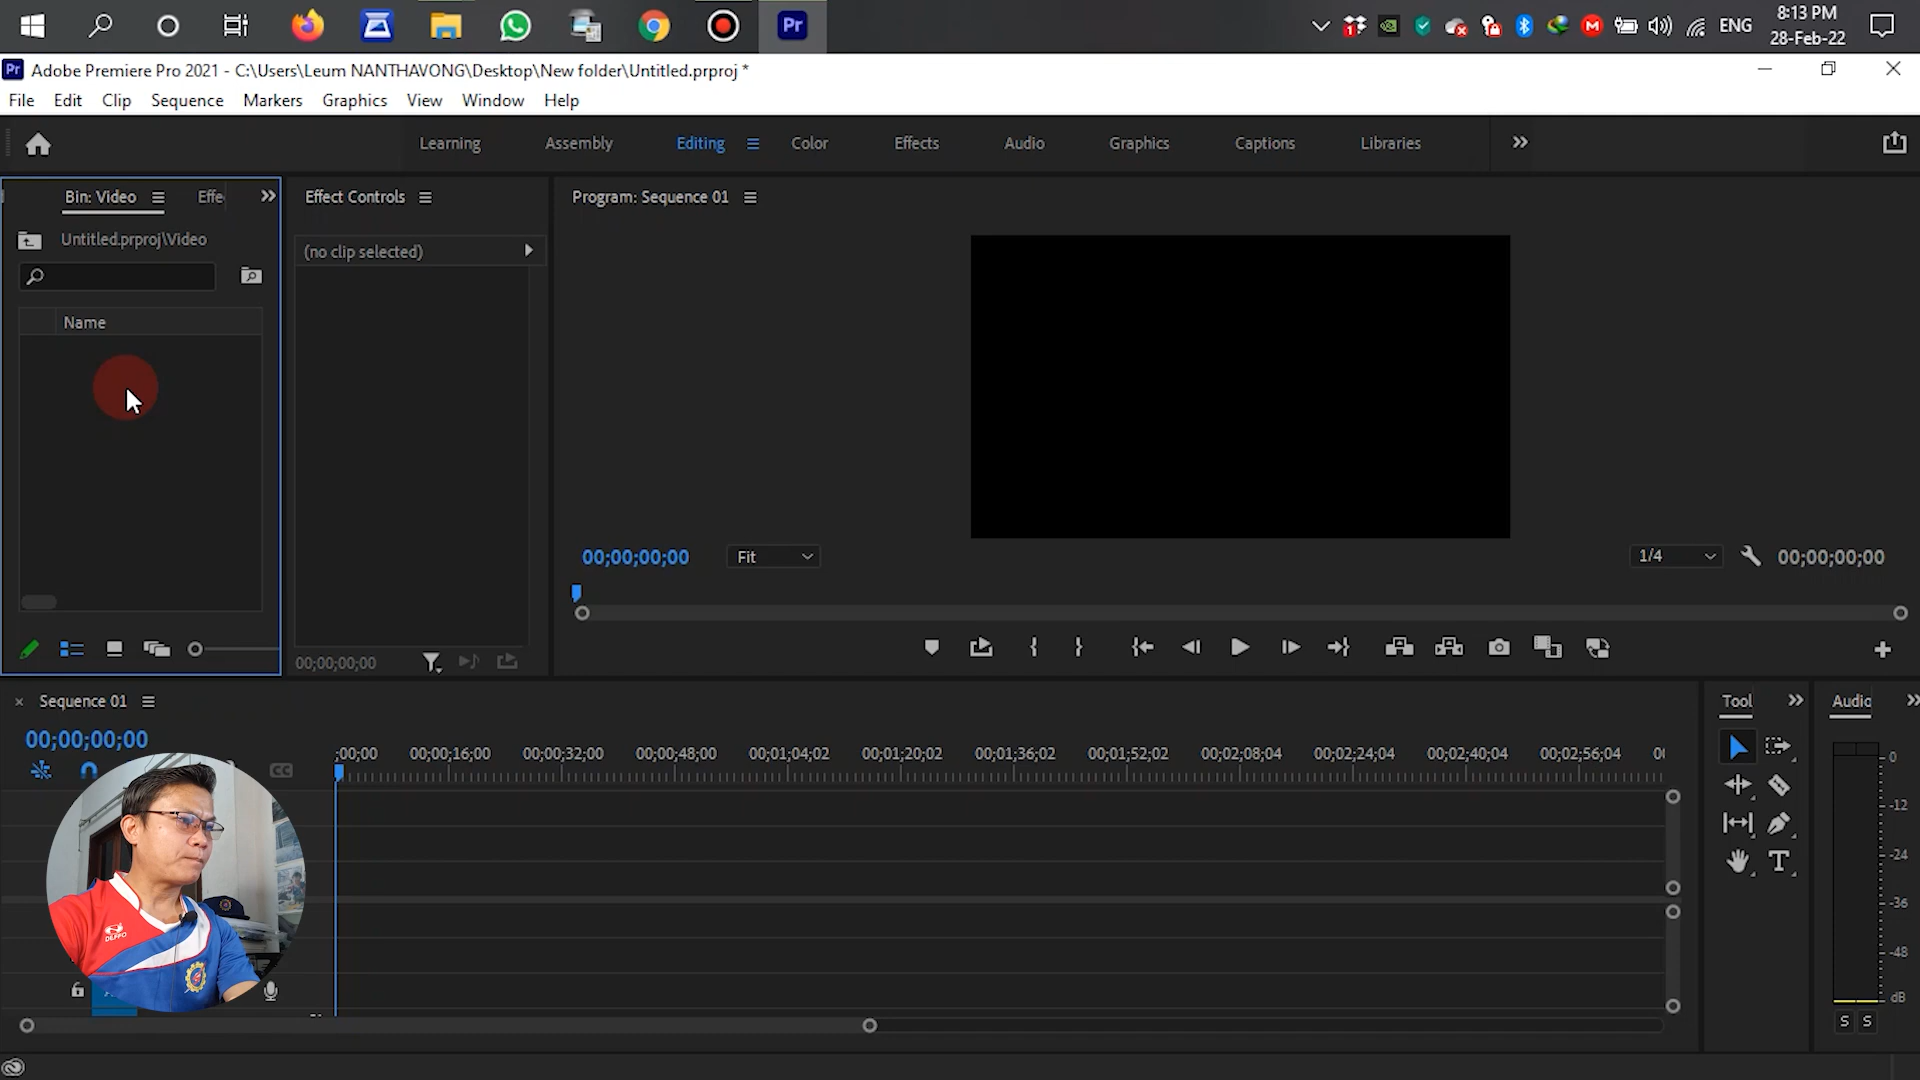 Pr
ENG
8:13 PM
28-Feb-22
Pr Adobe Premiere Pro 2021 - C:\Users\Leum NANTHAVONG\Desktop\New folder\Untitled.prproj *
File Edit Clip Sequence Markers Graphics View Window Help
Learning Assembly Editing Color Effects Audio Graphics Captions Libraries
Bin: Video Effe
Effect Controls
Program: Sequence 01
Untitled.prproj\Video
(no clip selected)
Name
00;00;00;00 Fit 1/4 00;00;00;00
00;00;00;00
Sequence 01
00;00;00;00
;00;00 00;00;16;00 00;00;32;00 00;00;48;00 00;01;04;02 00;01;20;02 00;01;36;02 00;01;52;02 00;02;08;04 00;02;24;04 00;02;40;04 00;02;56;04 00
CC
Tool
Audio
0
-12
-24
-36
-48
dB
S S
DEFFO